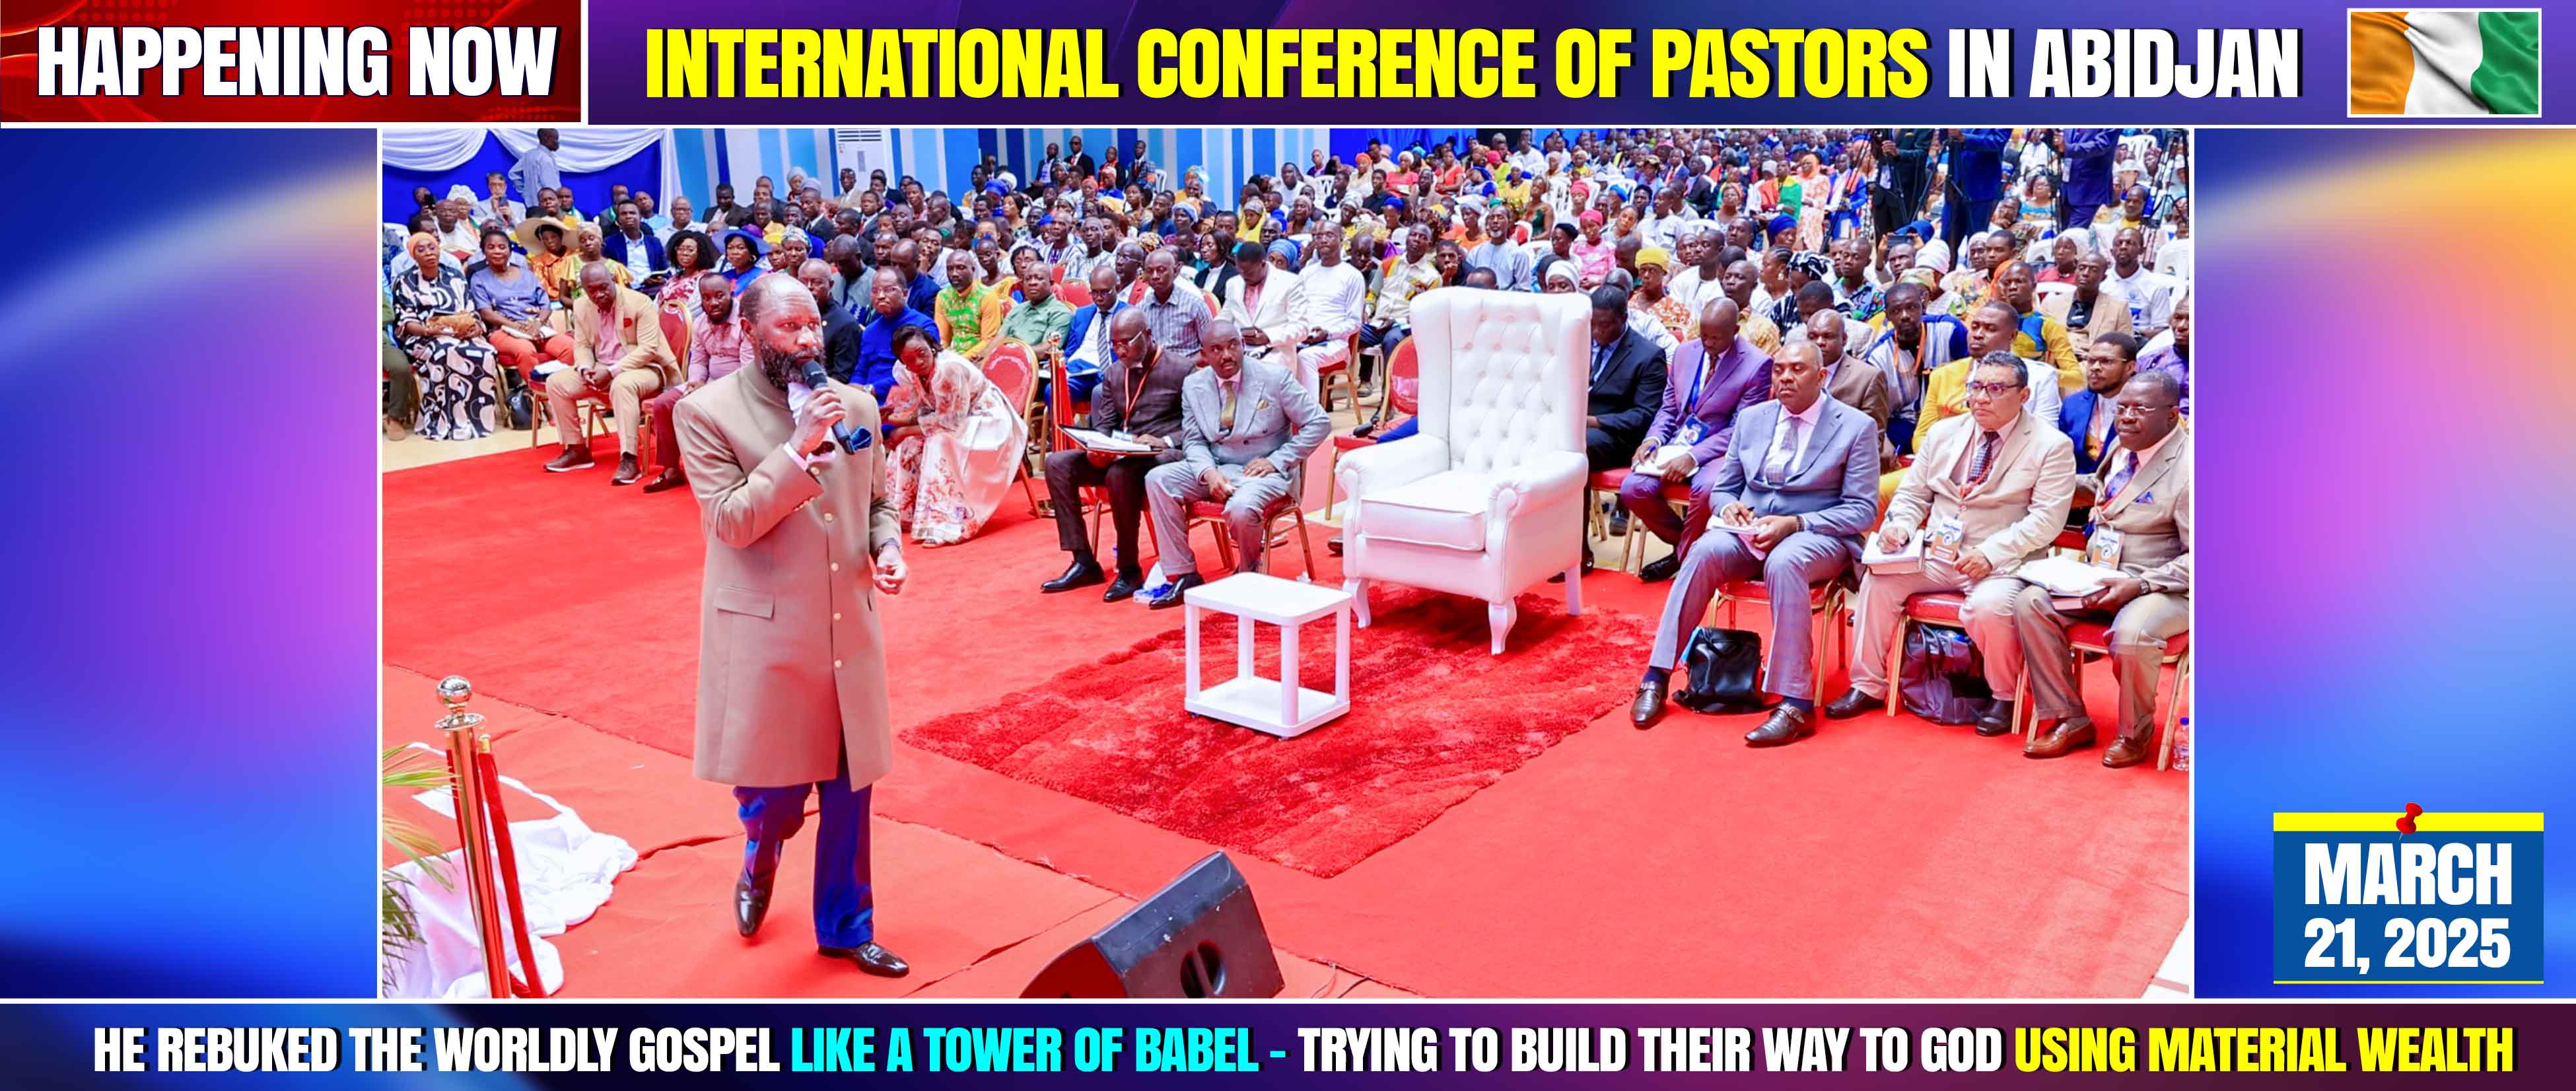 HAPPENING NOW
INTERNATIONAL CONFERENCE OF PASTORS IN ABIDJAN
MARCH
21, 2025
HE REBUKED THE WORLDLY GOSPEL LIKE A TOWER OF BABEL - TRYING TO BUILD THEIR WAY TO GOD USING MATERIAL WEALTH